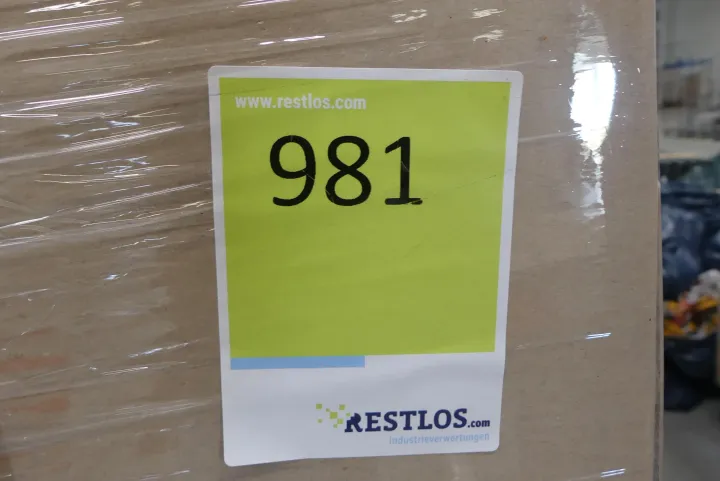 www.restlos.com
981
RESTLOS.com
industrieverwertungen